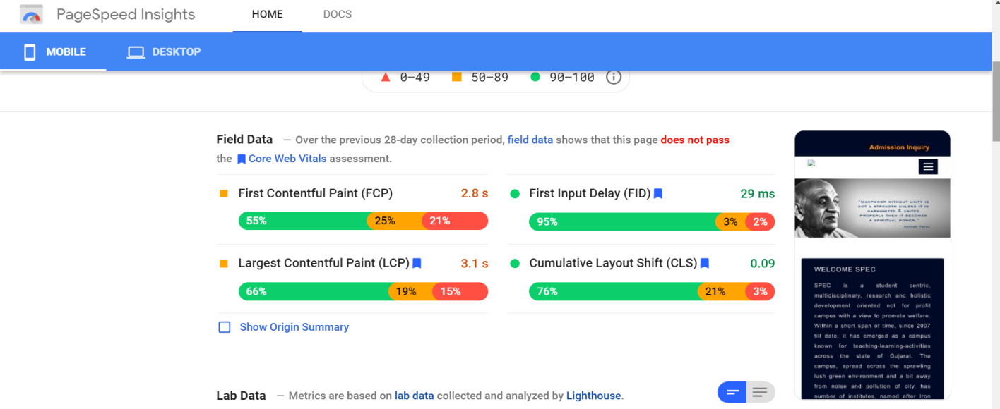 PageSpeed Insights
HOME
DOCS
MOBILE
DESKTOP
0–49
50–89
90–100
Field Data — Over the previous 28-day collection period, field data shows that this page does not pass
the Core Web Vitals assessment.
First Contentful Paint (FCP) 2.8 s
55% 25% 21%
First Input Delay (FID) 29 ms
95% 3% 2%
Largest Contentful Paint (LCP) 3.1 s
66% 19% 15%
Cumulative Layout Shift (CLS) 0.09
76% 21% 3%
Show Origin Summary
Lab Data — Metrics are based on lab data collected and analyzed by Lighthouse.
Admission Inquiry
"Manpower without unity is
not a strength unless it is
harmonized & united
properly then it becomes
a spiritual power."
-Sardar Patel
WELCOME SPEC
SPEC is a student centric,
multidisciplinary, research and holistic
development oriented not for profit
campus with a view to promote welfare.
Within a short span of time, since 2007
till date, it has emerged as a campus
known for teaching-learning-activities
across the state of Gujarat. The
campus, spread across the sprawling
lush green environment and a bit away
from noise and pollution of city, has
number of institutes, named after Iron